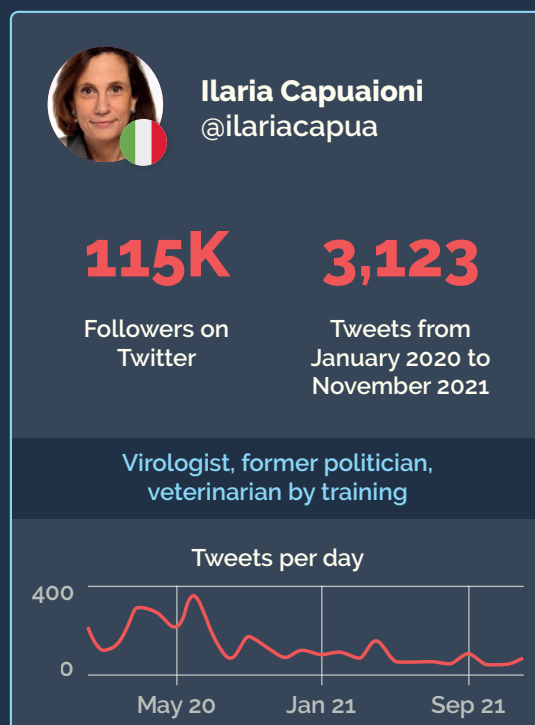 Ilaria Capuaioni
@ilariacapua
115K
3,123
Followers on
Twitter
Tweets from
January 2020 to
November 2021
Virologist, former politician,
veterinarian by training
Tweets per day
400
0
May 20
Jan 21
Sep 21